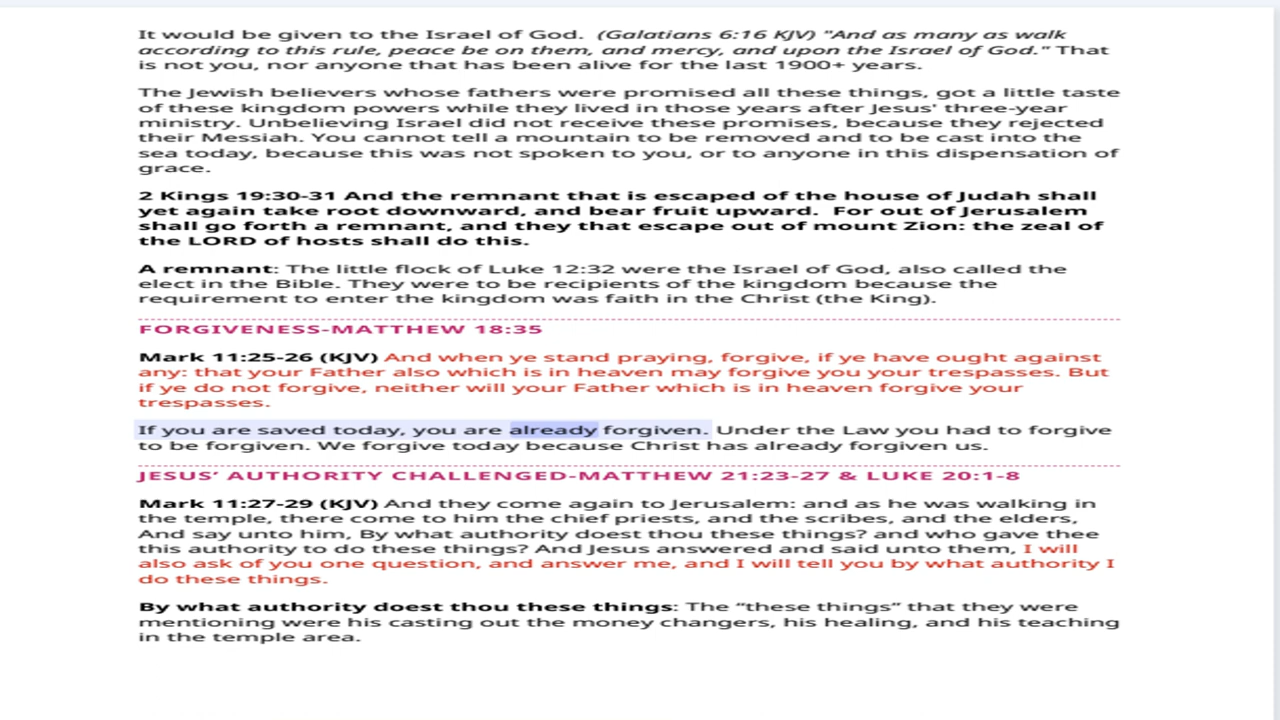 It would be given to the Israel of God.  (Galatians 6:16 KJV) "And as many as walk
according to this rule, peace be on them, and mercy, and upon the Israel of God." That
is not you, nor anyone that has been alive for the last 1900+ years.
The Jewish believers whose fathers were promised all these things, got a little taste
of these kingdom powers while they lived in those years after Jesus' three-year
ministry. Unbelieving Israel did not receive these promises, because they rejected
their Messiah. You cannot tell a mountain to be removed and to be cast into the
sea today, because this was not spoken to you, or to anyone in this dispensation of
grace.
2 Kings 19:30-31 And the remnant that is escaped of the house of Judah shall
yet again take root downward, and bear fruit upward.  For out of Jerusalem
shall go forth a remnant, and they that escape out of mount Zion: the zeal of
the LORD of hosts shall do this.
A remnant: The little flock of Luke 12:32 were the Israel of God, also called the
elect in the Bible. They were to be recipients of the kingdom because the
requirement to enter the kingdom was faith in the Christ (the King).
FORGIVENESS-MATTHEW 18:35
Mark 11:25-26 (KJV) And when ye stand praying, forgive, if ye have ought against
any: that your Father also which is in heaven may forgive you your trespasses. But
if ye do not forgive, neither will your Father which is in heaven forgive your
trespasses.
If you are saved today, you are already forgiven. Under the Law you had to forgive
to be forgiven. We forgive today because Christ has already forgiven us.
JESUS’ AUTHORITY CHALLENGED-MATTHEW 21:23-27 & LUKE 20:1-8
Mark 11:27-29 (KJV) And they come again to Jerusalem: and as he was walking in
the temple, there come to him the chief priests, and the scribes, and the elders,
And say unto him, By what authority doest thou these things? and who gave thee
this authority to do these things? And Jesus answered and said unto them, I will
also ask of you one question, and answer me, and I will tell you by what authority I
do these things.
By what authority doest thou these things: The “these things” that they were
mentioning were his casting out the money changers, his healing, and his teaching
in the temple area.